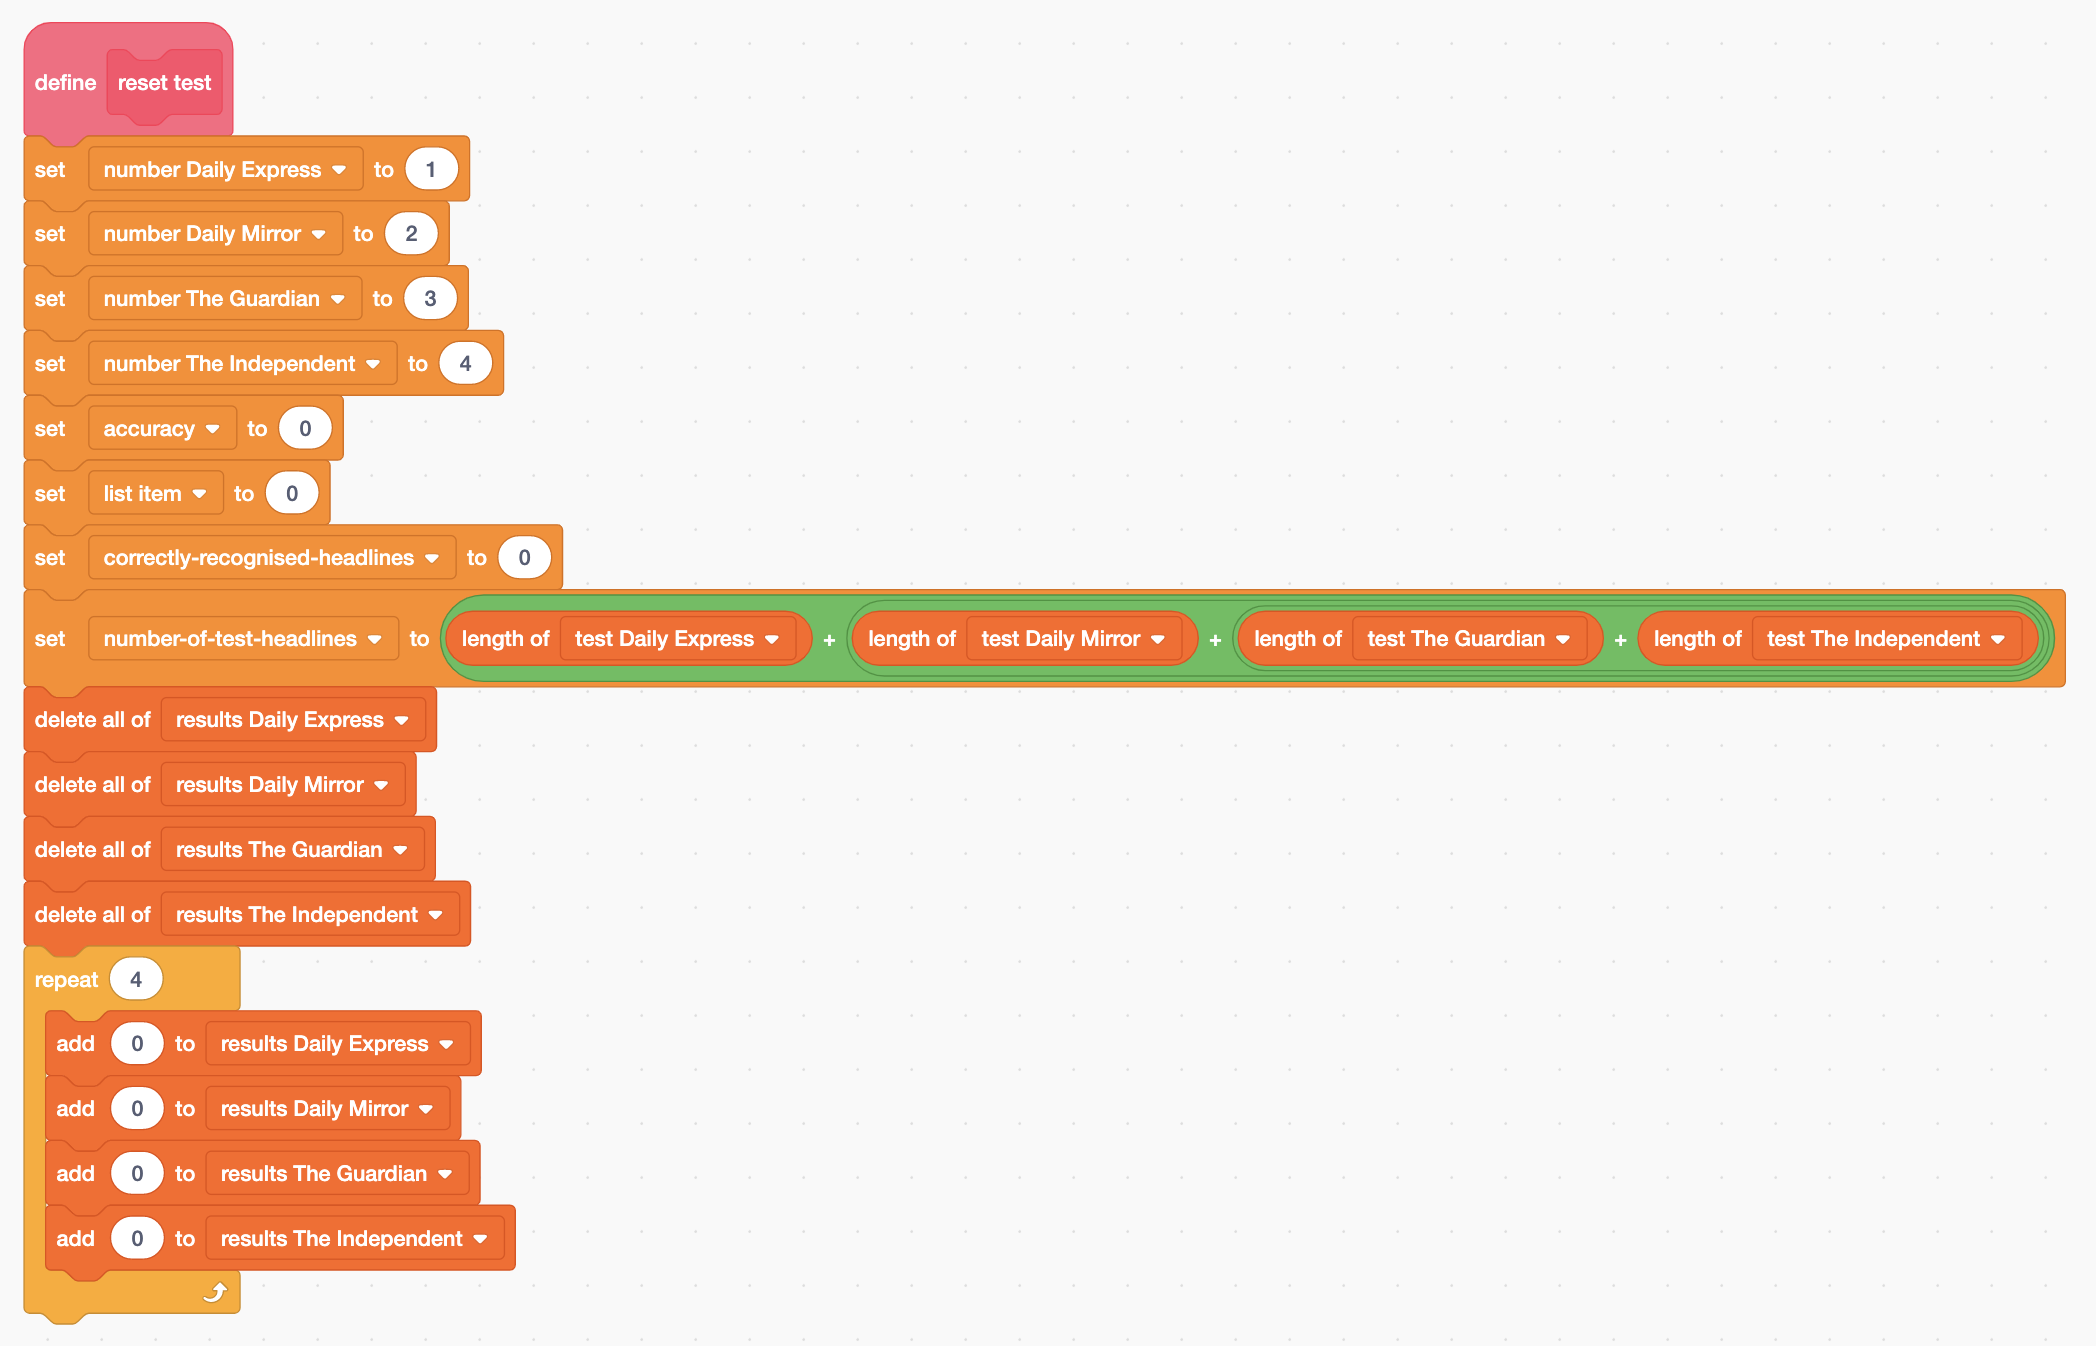 define reset test
set number Daily Express to 1
set number Daily Mirror to 2
set number The Guardian to 3
set number The Independent to 4
set accuracy to 0
set list item to 0
set correctly-recognised-headlines to 0
set number-of-test-headlines to length of test Daily Express + length of test Daily Mirror + length of test The Guardian + length of test The Independent
delete all of results Daily Express
delete all of results Daily Mirror
delete all of results The Guardian
delete all of results The Independent
repeat 4
add 0 to results Daily Express
add 0 to results Daily Mirror
add 0 to results The Guardian
add 0 to results The Independent